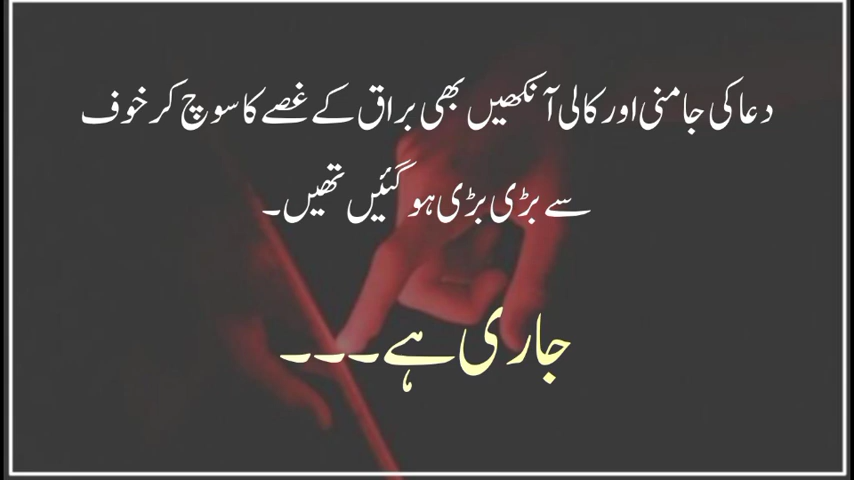 دعا کی جامنی اور کالی آنکھیں بھی براق کے غصے کا سوچ کر خوف
سے بڑی بڑی ہو گئیں تھیں۔
جاری ہے۔۔۔